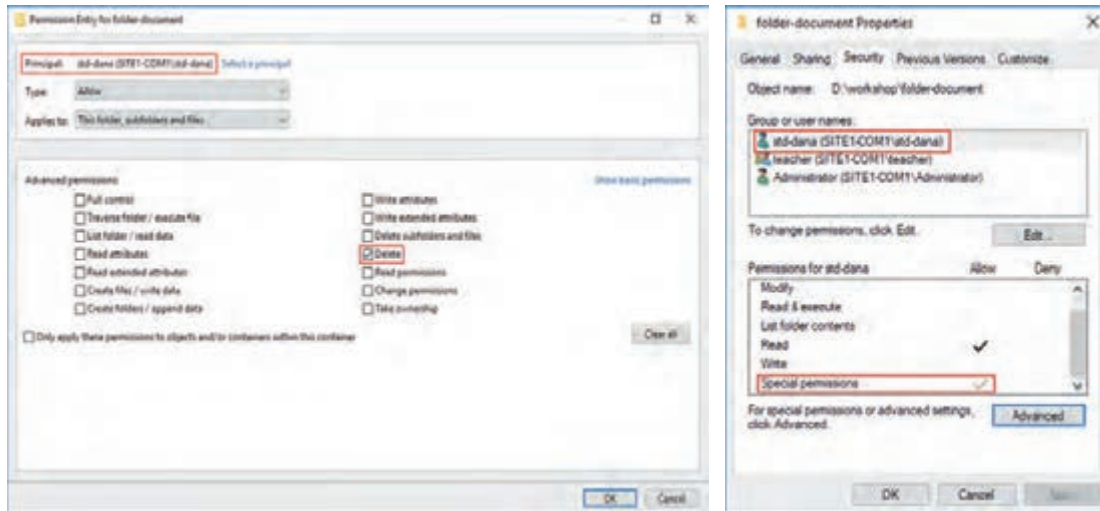 Permission Entry for folder-document
Principal: std-dana (SITE1-COM1\std-dana) Select a principal
Type: Allow
Applies to: This folder, subfolders and files
Advanced permissions
Show basic permissions
Full control
Traverse folder / execute file
List folder / read data
Read attributes
Read extended attributes
Create files / write data
Create folders / append data
Write attributes
Write extended attributes
Delete subfolders and files
Delete
Read permissions
Change permissions
Take ownership
Only apply these permissions to objects and/or containers within this container
Clear all
OK Cancel
folder-document Properties
General Sharing Security Previous Versions Customize
Object name: D:\workshop\folder-document
Group or user names:
std-dana (SITE1-COM1\std-dana)
teacher (SITE1-COM1\teacher)
Administrator (SITE1-COM1\Administrator)
To change permissions, click Edit. Edit...
Permissions for std-dana Allow Deny
Modify
Read & execute
List folder contents
Read
Write
Special permissions
For special permissions or advanced settings,
click Advanced.
Advanced
OK Cancel